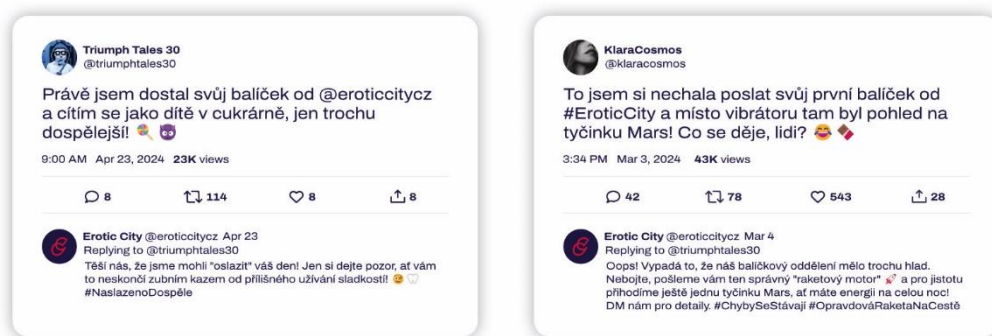 Triumph Tales 30
@triumphtales30
Právě jsem dostal svůj balíček od @eroticcitycz
a cítím se jako dítě v cukrárně, jen trochu
dospělejší! 🍭 😈
9:00 AM Apr 23, 2024 23K views
8 114 8 8
Erotic City @eroticcitycz Apr 23
Replying to @triumphtales30
Těší nás, že jsme mohli "oslazit" váš den! Jen si dejte pozor, ať vám
to neskončí zubním kazem od přílišného užívání sladkostí! 😉 🦷
#NaslazenoDospěle
KlaraCosmos
@klaracosmos
To jsem si nechala poslat svůj první balíček od
#EroticCity a místo vibrátoru tam byl pohled na
tyčinku Mars! Co se děje, lidi? 😂 🍫
3:34 PM Mar 3, 2024 43K views
42 78 543 28
Erotic City @eroticcitycz Mar 4
Replying to @triumphtales30
Oops! Vypadá to, že náš balíčkový oddělení mělo trochu hlad.
Nebojte, pošleme vám ten správný "raketový motor" 🚀 a pro jistotu
přihodíme ještě jednu tyčinku Mars, ať máte energii na celou noc!
DM nám pro detaily. #ChybySeStávají #OpravdováRaketaNaCestě